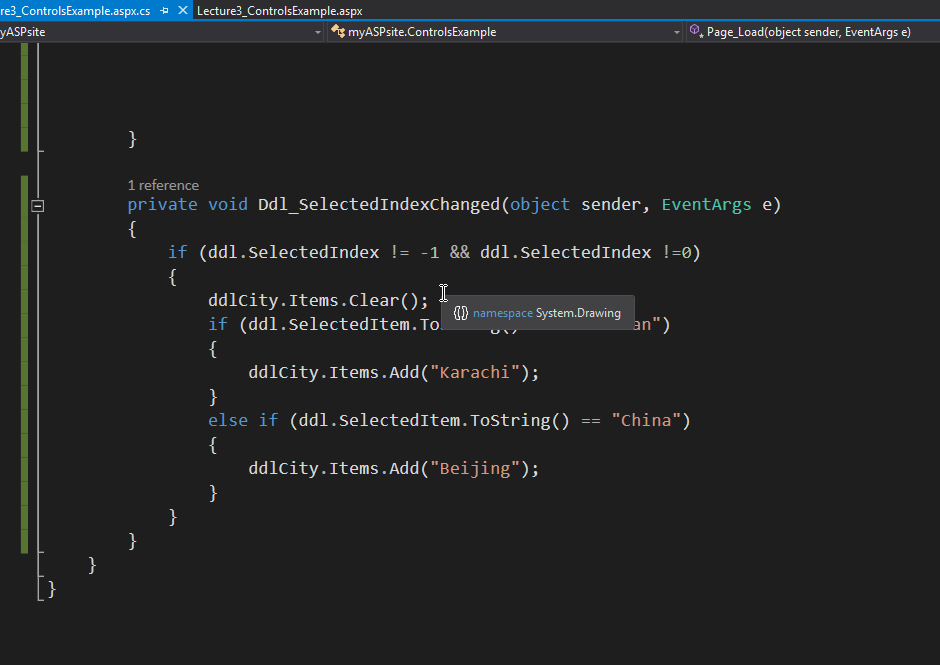 re3_ControlsExample.aspx.cs Lecture3_ControlsExample.aspx
yASPsite myASPsite.ControlsExample Page_Load(object sender, EventArgs e)
}
1 reference
private void Ddl_SelectedIndexChanged(object sender, EventArgs e)
{
if (ddl.SelectedIndex != -1 && ddl.SelectedIndex !=0)
{
ddlCity.Items.Clear();
namespace System.Drawing
if (ddl.SelectedItem.To an")
{
ddlCity.Items.Add("Karachi");
}
else if (ddl.SelectedItem.ToString() == "China")
{
ddlCity.Items.Add("Beijing");
}
}
}
}
}